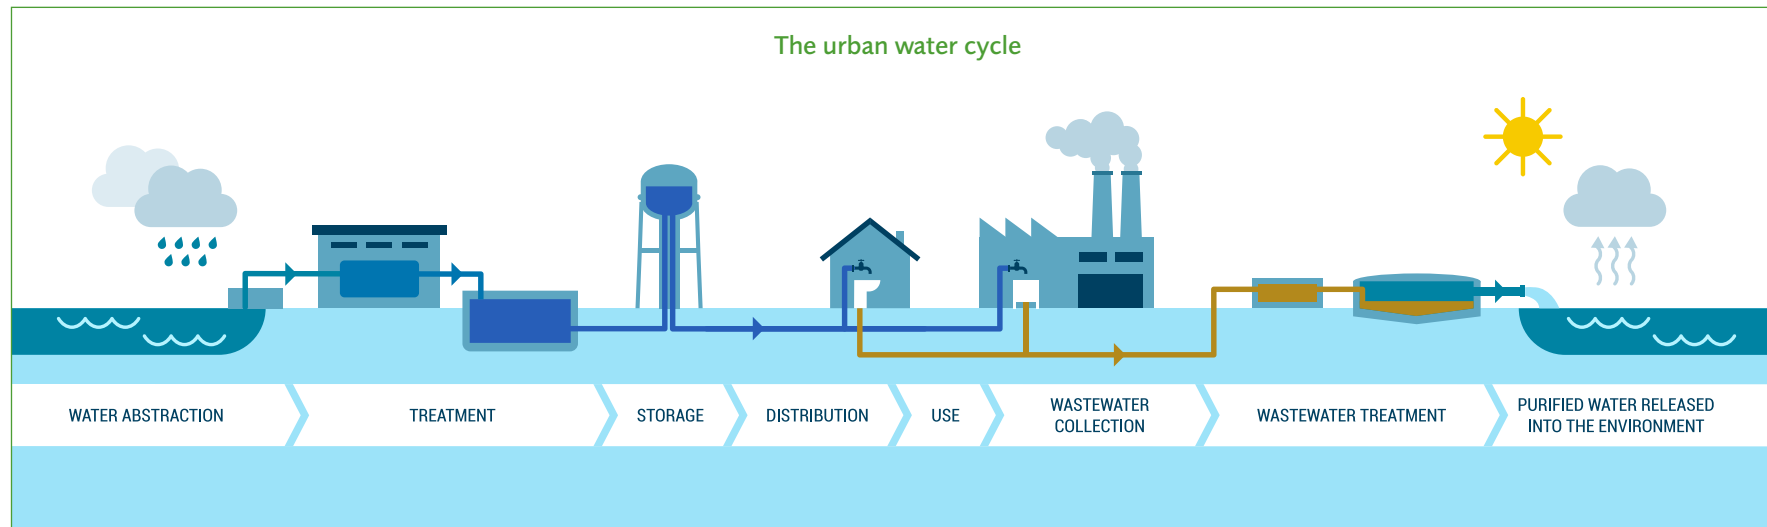 The urban water cycle
WATER ABSTRACTION
TREATMENT
STORAGE
DISTRIBUTION
USE
WASTEWATER
COLLECTION
WASTEWATER TREATMENT
PURIFIED WATER RELEASED
INTO THE ENVIRONMENT